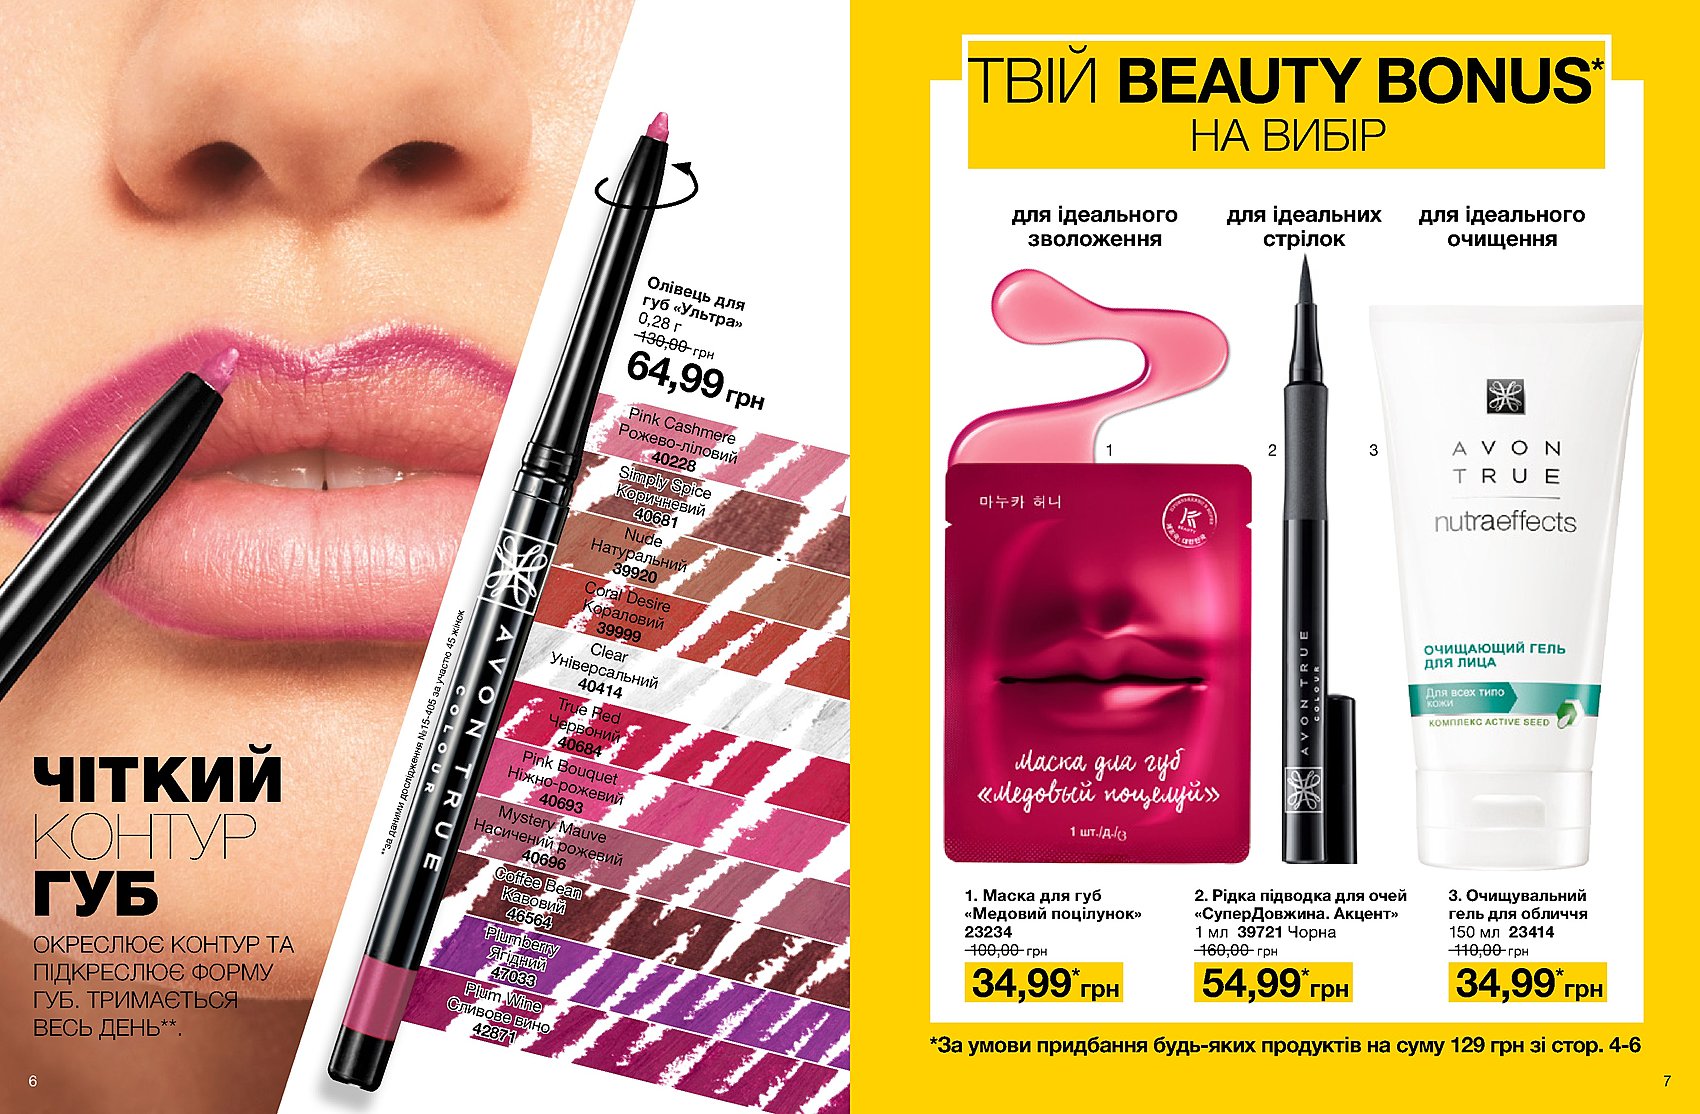 Олівець для
губ «Ультра»
0,28 г
130,00 грн
64,99 грн
Pink Cashmere
Рожево-ліловий
40228
Simply Spice
Коричневий
40681
Nude
Натуральний
39920
Coral Desire
Кораловий
39999
Clear
Універсальний
40414
True Red
Червоний
40684
Pink Bouquet
Ніжно-рожевий
40693
Mystery Mauve
Насичений рожевий
40696
Coffee Bean
Кавовий
46564
Plumberry
Ягідний
47033
Plum Wine
Сливове вино
42871
AVON TRUE
COLOUR
**за даними дослідження №15-405 за участю 45 жінок
ЧІТКИЙ
КОНТУР
ГУБ
ОКРЕСЛЮЄ КОНТУР ТА
ПІДКРЕСЛЮЄ ФОРМУ
ГУБ. ТРИМАЄТЬСЯ
ВЕСЬ ДЕНЬ**.
6
ТВІЙ BEAUTY BONUS*
НА ВИБІР
для ідеального
зволоження
для ідеальних
стрілок
для ідеального
очищення
1
2
3
마누카 허니
K
BEAUTY
Маска для губ
«Медовый поцелуй»
1 шт./д./Მ
AVON TRUE
COLOUR
AVON
TRUE
nutraeffects
ОЧИЩАЮЩИЙ ГЕЛЬ
ДЛЯ ЛИЦА
Для всех типо
кожи
КОМПЛЕКС ACTIVE SEED
1. Маска для губ
«Медовий поцілунок»
23234
100,00 грн
34,99* грн
2. Рідка підводка для очей
«СуперДовжина. Акцент»
1 мл 39721 Чорна
160,00 грн
54,99* грн
3. Очищувальний
гель для обличчя
150 мл 23414
110,00 грн
34,99* грн
*За умови придбання будь-яких продуктів на суму 129 грн зі стор. 4-6
7